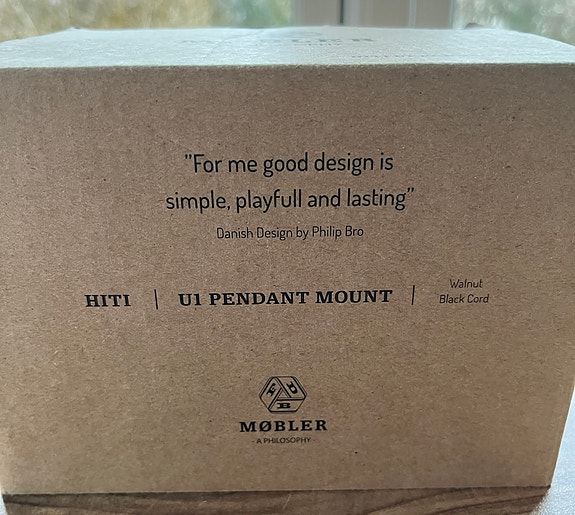 "For me good design is
simple, playfull and lasting"
Danish Design by Philip Bro
HITI | U1 PENDANT MOUNT | Walnut
Black Cord
F D
B
MØBLER
- A PHILOSOPHY